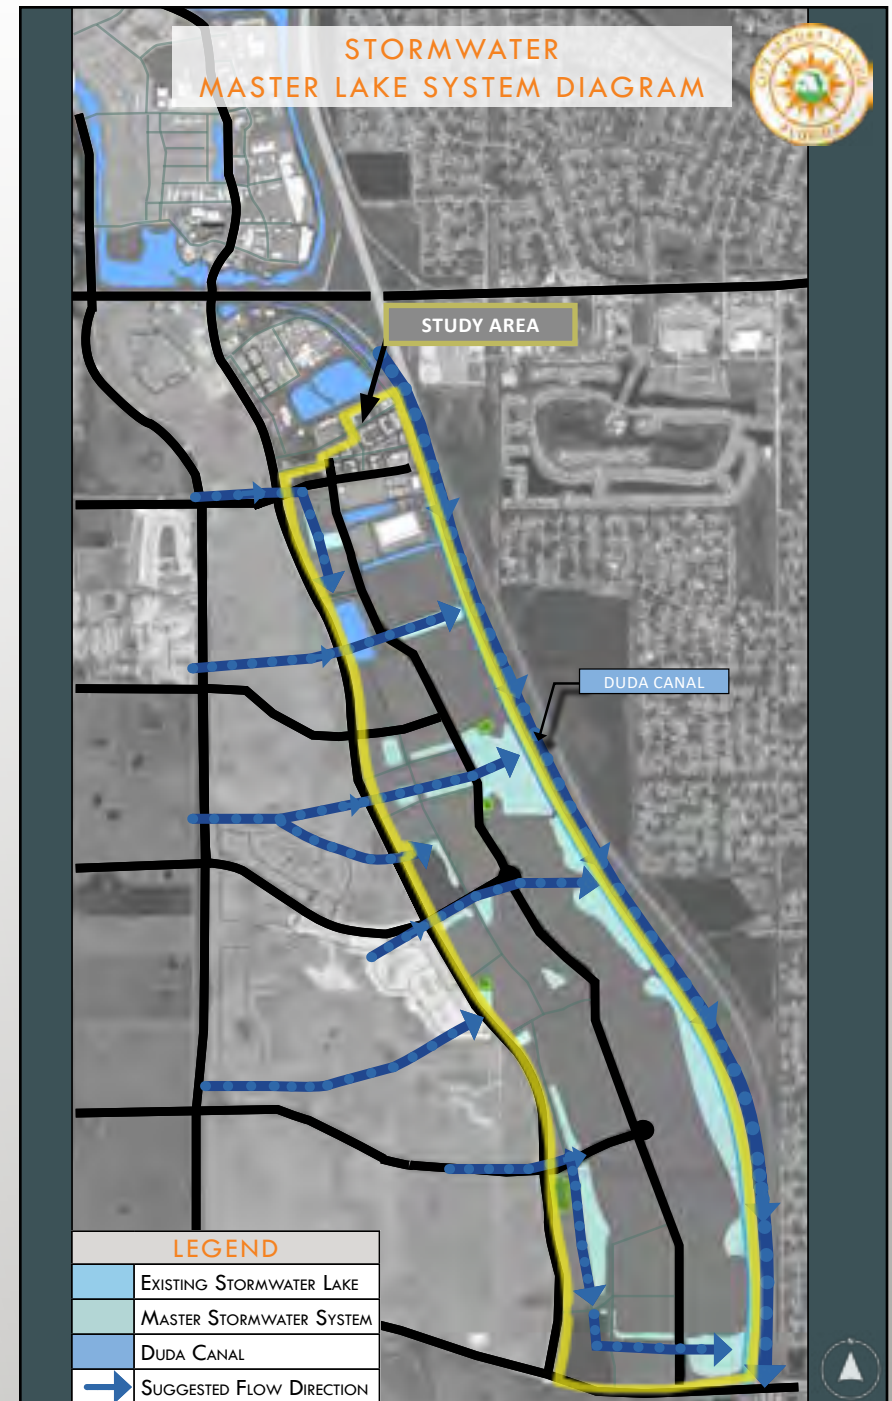 STORMWATER
MASTER LAKE SYSTEM DIAGRAM
FLORIDA
STUDY AREA
DUDA CANAL
LEGEND
EXISTING STORMWATER LAKE
MASTER STORMWATER SYSTEM
DUDA CANAL
SUGGESTED FLOW DIRECTION